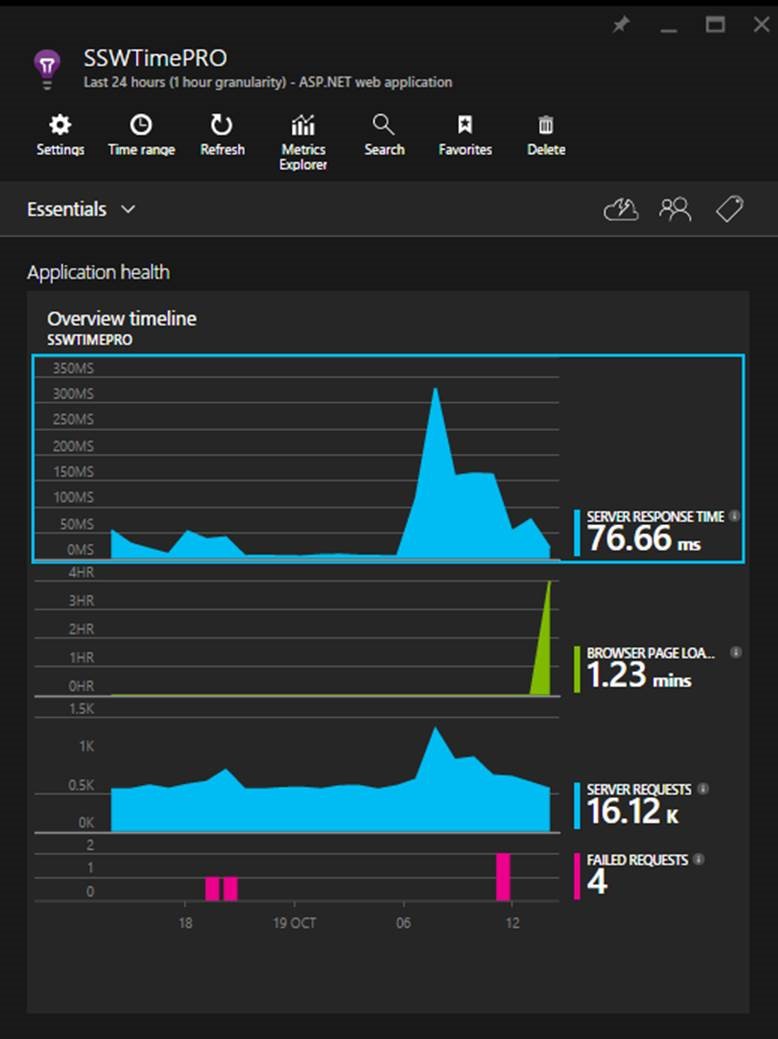 SSWTimePRO
Last 24 hours (1 hour granularity) - ASP.NET web application
Settings
Time range
Refresh
Metrics
Explorer
Search
Favorites
Delete
Essentials
Application health
Overview timeline
SSWTIMEPRO
350MS
300MS
250MS
200MS
150MS
100MS
50MS
0MS
SERVER RESPONSE TIME
76.66 ms
4HR
3HR
2HR
1HR
0HR
BROWSER PAGE LOA...
1.23 mins
1.5K
1K
0.5K
0K
SERVER REQUESTS
16.12 K
2
1
0
FAILED REQUESTS
4
18
19 OCT
06
12